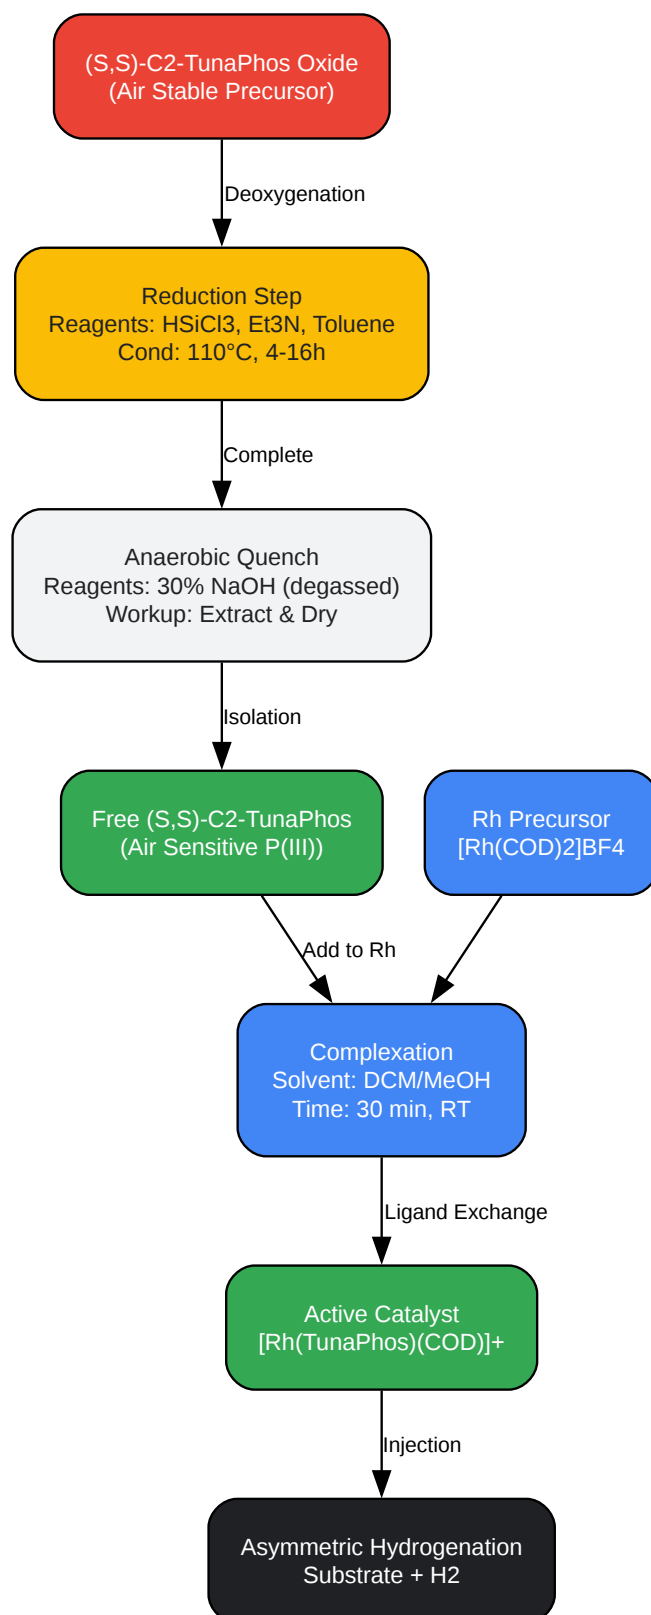 (S,S)-C2-TunaPhos Oxide
(Air Stable Precursor)
Deoxygenation
Reduction Step
Reagents: HSiCl3, Et3N, Toluene
Cond: 110°C, 4-16h
Complete
Anaerobic Quench
Reagents: 30% NaOH (degassed)
Workup: Extract & Dry
Isolation
Free (S,S)-C2-TunaPhos
(Air Sensitive P(III))
Rh Precursor
[Rh(COD)2]BF4
Add to Rh
Complexation
Solvent: DCM/MeOH
Time: 30 min, RT
Ligand Exchange
Active Catalyst
[Rh(TunaPhos)(COD)]+
Injection
Asymmetric Hydrogenation
Substrate + H2